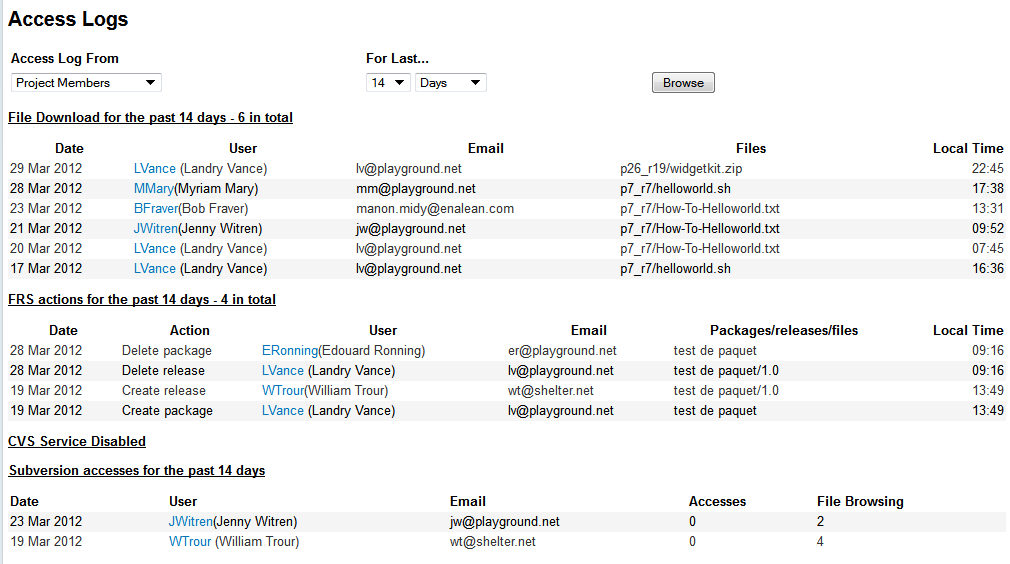 Access Logs
Access Log From For Last...
Project Members 14 Days Browse
File Download for the past 14 days - 6 in total
Date User Email Files Local Time
29 Mar 2012 LVance (Landry Vance) lv@playground.net p26_r19/widgetkit.zip 22:45
28 Mar 2012 MMary(Myriam Mary) mm@playground.net p7_r7/helloworld.sh 17:38
23 Mar 2012 BFraver(Bob Fraver) manon.midy@enalean.com p7_r7/How-To-Helloworld.txt 13:31
21 Mar 2012 JWitren(Jenny Witren) jw@playground.net p7_r7/How-To-Helloworld.txt 09:52
20 Mar 2012 LVance (Landry Vance) lv@playground.net p7_r7/How-To-Helloworld.txt 07:45
17 Mar 2012 LVance (Landry Vance) lv@playground.net p7_r7/helloworld.sh 16:36
FRS actions for the past 14 days - 4 in total
Date Action User Email Packages/releases/files Local Time
28 Mar 2012 Delete package ERonning(Edouard Ronning) er@playground.net test de paquet 09:16
28 Mar 2012 Delete release LVance (Landry Vance) lv@playground.net test de paquet/1.0 09:16
19 Mar 2012 Create release WTrour(William Trour) wt@shelter.net test de paquet/1.0 13:49
19 Mar 2012 Create package LVance (Landry Vance) lv@playground.net test de paquet 13:49
CVS Service Disabled
Subversion accesses for the past 14 days
Date User Email Accesses File Browsing
23 Mar 2012 JWitren(Jenny Witren) jw@playground.net 0 2
19 Mar 2012 WTrour (William Trour) wt@shelter.net 0 4